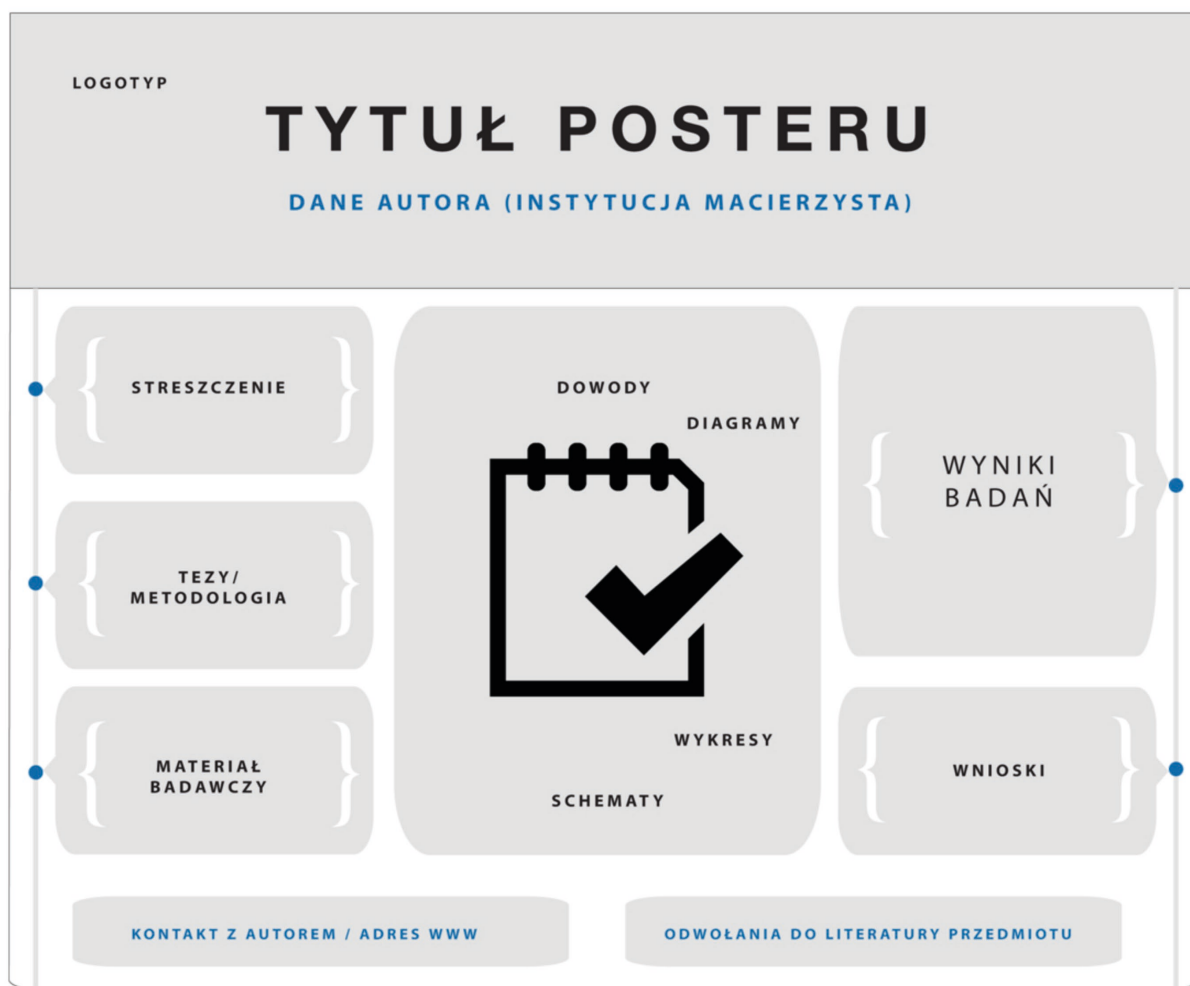 LOGOTYP
TYTUŁ POSTERU
DANE AUTORA (INSTYTUCJA MACIERZYSTA)
STRESZCZENIE
TEZY/
METODOLOGIA
MATERIAŁ
BADAWCZY
DOWODY
DIAGRAMY
WYKRESY
SCHEMATY
WYNIKI
BADAŃ
WNIOSKI
KONTAKT Z AUTOREM / ADRES WWW
ODWOŁANIA DO LITERATURY PRZEDMIOTU